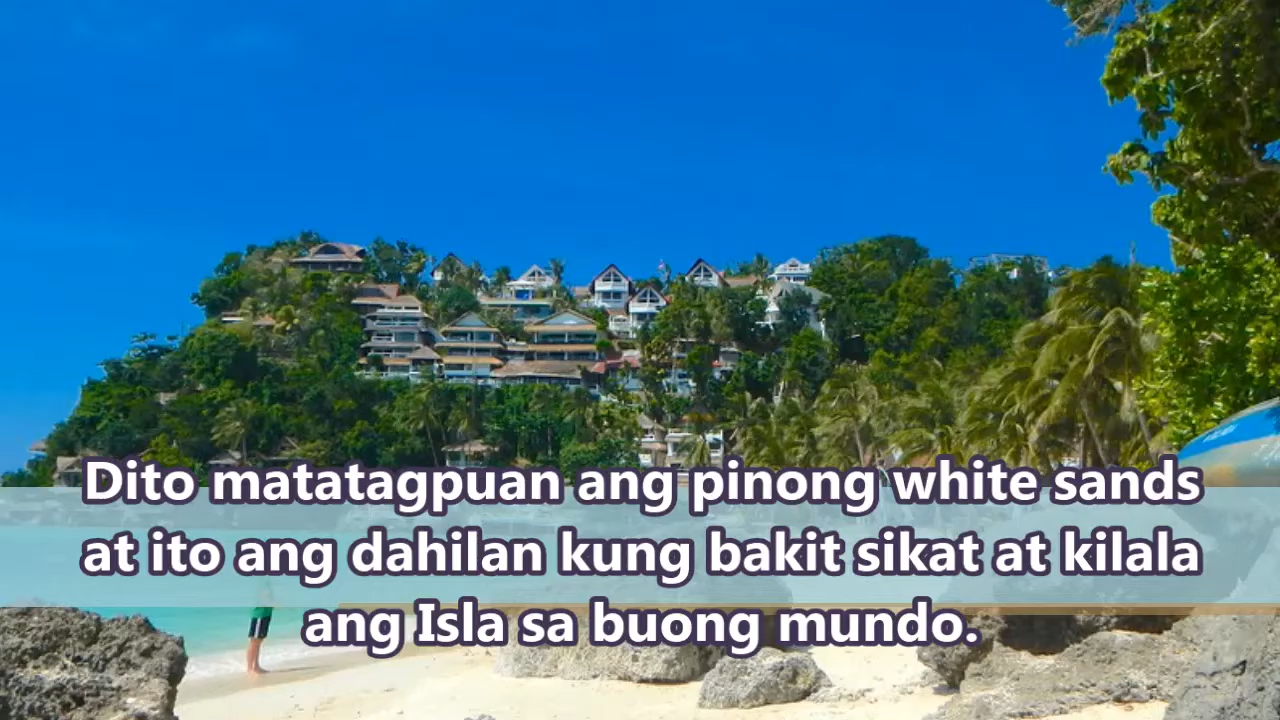 Dito matatagpuan ang pinong white sands
at ito ang dahilan kung bakit sikat at kilala
ang Isla sa buong mundo.